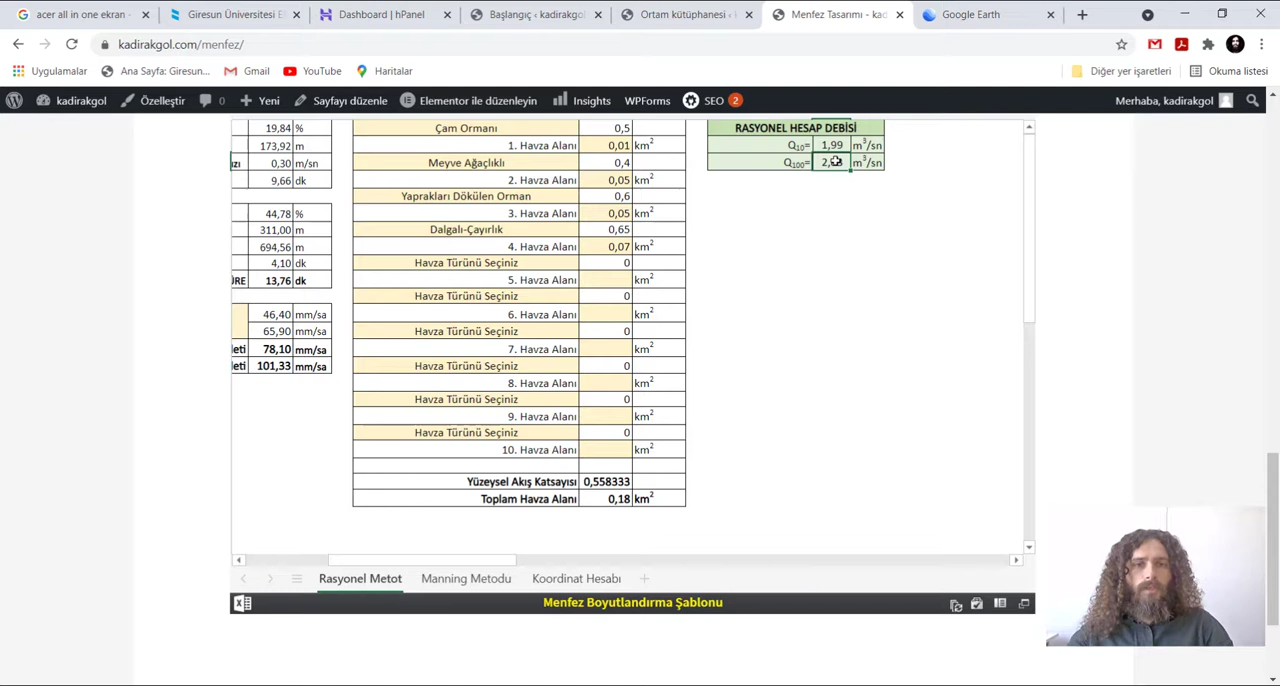 acer all in one ekran -
Giresun Üniversitesi E
Dashboard | hPanel
Başlangıç ‹ kadirakgo
Ortam kütüphanesi ‹ k
Menfez Tasarımı - kad
Google Earth
kadirakgol.com/menfez/
Uygulamalar
Ana Sayfa: Giresun...
Gmail
YouTube
Haritalar
Diğer yer işaretleri
Okuma listesi
kadirakgol
Özelleştir
0
Yeni
Sayfayı düzenle
Elementor ile düzenleyin
Insights
WPForms
SEO 2
Merhaba, kadirakgol
19,84 %
173,92 m
ızı 0,30 m/sn
9,66 dk
44,78 %
311,00 m
694,56 m
4,10 dk
ÜRE 13,76 dk
46,40 mm/sa
65,90 mm/sa
leti 78,10 mm/sa
leti 101,33 mm/sa
Çam Ormanı 0,5
1. Havza Alanı 0,01 km²
Meyve Ağaçlıklı 0,4
2. Havza Alanı 0,05 km²
Yaprakları Dökülen Orman 0,6
3. Havza Alanı 0,05 km²
Dalgalı-Çayırlık 0,65
4. Havza Alanı 0,07 km²
Havza Türünü Seçiniz 0
5. Havza Alanı km²
Havza Türünü Seçiniz 0
6. Havza Alanı km²
Havza Türünü Seçiniz 0
7. Havza Alanı km²
Havza Türünü Seçiniz 0
8. Havza Alanı km²
Havza Türünü Seçiniz 0
9. Havza Alanı km²
Havza Türünü Seçiniz 0
10. Havza Alanı km²
Yüzeysel Akış Katsayısı 0,558333
Toplam Havza Alanı 0,18 km²
RASYONEL HESAP DEBİSİ
Q10= 1,99 m³/sn
Q100= m³/sn
Rasyonel Metot
Manning Metodu
Koordinat Hesabı
Menfez Boyutlandırma Şablonu